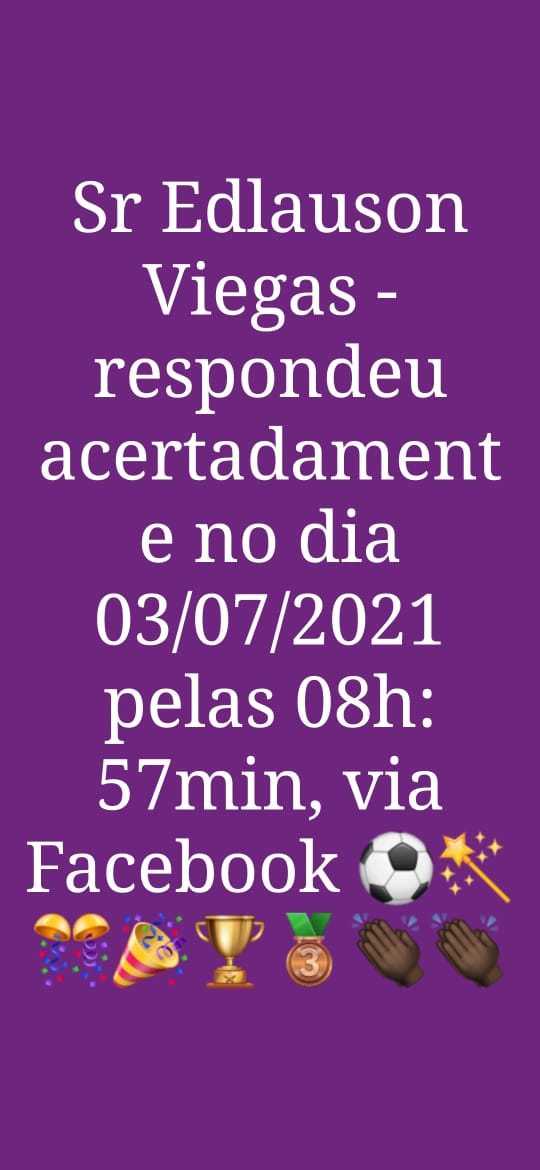 Sr Edlauson
Viegas -
respondeu
acertadament
e no dia
03/07/2021
pelas 08h:
57min, via
Facebook ⚽🪄
🎊🎉🏆🥉👏🏿👏🏿